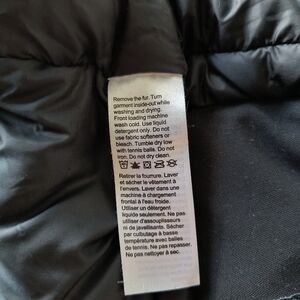 Remove the fur. Turn
garment inside-out while
washing and drying.
Front loading machine
wash cold. Use liquid
detergent only. Do not
use fabric softeners or
bleach. Tumble dry low
with tennis balls. Do not
iron. Do not dry clean.
Retirer la fourrure. Laver
et sécher le vêtement à
l'envers. Laver dans une
machine à chargement
frontal à l'eau froide.
Utiliser un détergent
liquide seulement. Ne pas
utiliser d'assouplisseurs
ni de javellisants. Sécher
par culbutage à basse
température avec balles
de tennis. Ne pas repasser.
Ne nettoyer à sec.